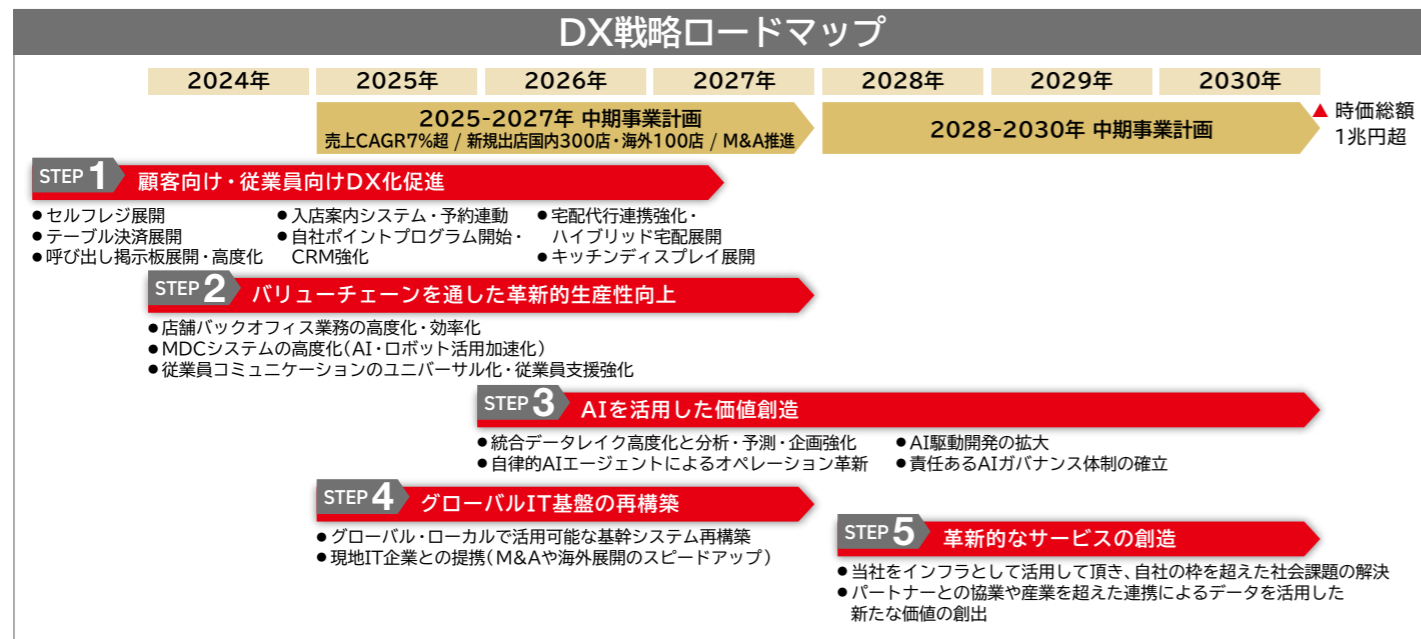 DX戦略ロードマップ
2024年 2025年 2026年 2027年 2028年 2029年 2030年
2025-2027年 中期事業計画
売上CAGR7%超 / 新規出店国内300店・海外100店 / M&A推進
2028-2030年 中期事業計画
▲ 時価総額
1兆円超
STEP 1 顧客向け・従業員向けDX化促進
●セルフレジ展開
●テーブル決済展開
●呼び出し掲示板展開・高度化
●入店案内システム・予約連動
●自社ポイントプログラム開始・
CRM強化
●宅配代行連携強化・
ハイブリッド宅配展開
●キッチンディスプレイ展開
STEP 2 バリューチェーンを通した革新的生産性向上
●店舗バックオフィス業務の高度化・効率化
●MDCシステムの高度化(AI・ロボット活用加速化)
●従業員コミュニケーションのユニバーサル化・従業員支援強化
STEP 3 AIを活用した価値創造
●統合データレイク高度化と分析・予測・企画強化
●自律的AIエージェントによるオペレーション革新
●AI駆動開発の拡大
●責任あるAIガバナンス体制の確立
STEP 4 グローバルIT基盤の再構築
●グローバル・ローカルで活用可能な基幹システム再構築
●現地IT企業との提携(M&Aや海外展開のスピードアップ)
STEP 5 革新的なサービスの創造
●当社をインフラとして活用して頂き、自社の枠を超えた社会課題の解決
●パートナーとの協業や産業を超えた連携によるデータを活用した
新たな価値の創出